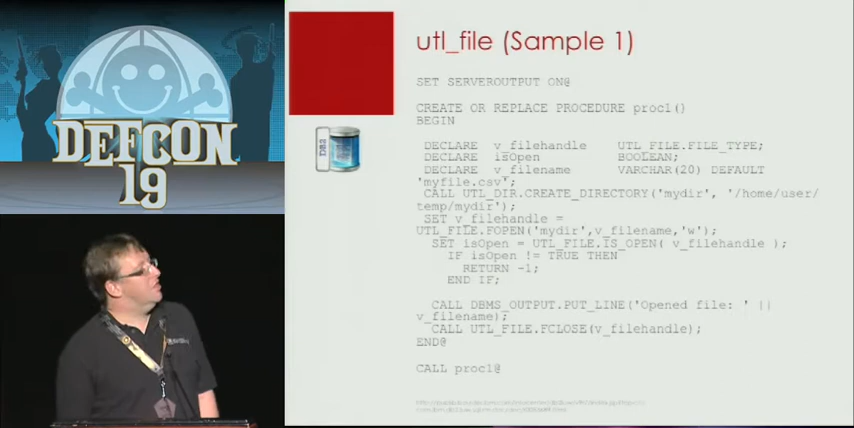 DEFCON
19
DB2
utl_file (Sample 1)
SET SERVEROUTPUT ON@
CREATE OR REPLACE PROCEDURE proc1()
BEGIN
DECLARE v_filehandle UTL_FILE.FILE_TYPE;
DECLARE isOpen BOOLEAN;
DECLARE v_filename VARCHAR(20) DEFAULT
'myfile.csv';
CALL UTL_DIR.CREATE_DIRECTORY('mydir', '/home/user/
temp/mydir');
SET v_filehandle =
UTL_FILE.FOPEN('mydir',v_filename,'w');
SET isOpen = UTL_FILE.IS_OPEN( v_filehandle );
IF isOpen != TRUE THEN
RETURN -1;
END IF;
CALL DBMS_OUTPUT.PUT_LINE('Opened file: ' ||
v_filename);
CALL UTL_FILE.FCLOSE(v_filehandle);
END@
CALL proc1@